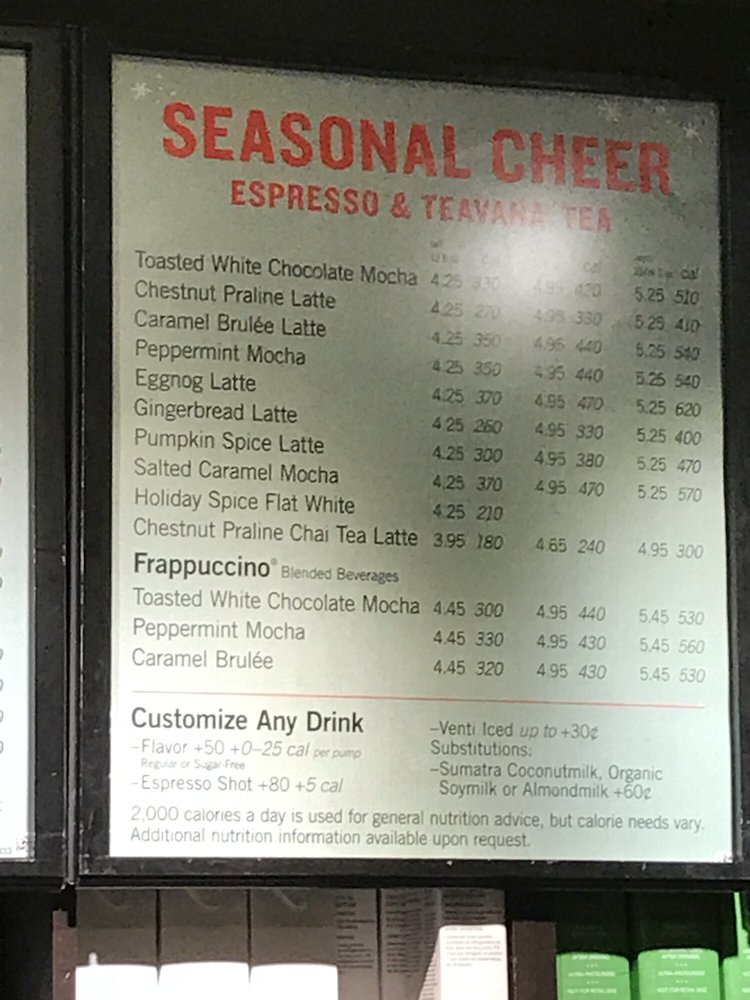 SEASONAL CHEER
ESPRESSO & TEAVANA TEA
cal cal
Toasted White Chocolate Mocha 4.25 330 4.95 420 5.25 510
Chestnut Praline Latte 4.25 270 4.95 330 5.25 410
Caramel Brulée Latte 4.25 350 4.95 440 5.25 540
Peppermint Mocha 4.25 350 4.95 440 5.25 540
Eggnog Latte 4.25 370 4.95 470 5.25 620
Gingerbread Latte 4.25 260 4.95 330 5.25 400
Pumpkin Spice Latte 4.25 300 4.95 380 5.25 470
Salted Caramel Mocha 4.25 370 4.95 470 5.25 570
Holiday Spice Flat White 4.25 210
Chestnut Praline Chai Tea Latte 3.95 180 4.65 240 4.95 300
Frappuccino® Blended Beverages
Toasted White Chocolate Mocha 4.45 300 4.95 440 5.45 530
Peppermint Mocha 4.45 330 4.95 430 5.45 560
Caramel Brulée 4.45 320 4.95 430 5.45 530
Customize Any Drink
–Flavor +50 +0–25 cal per pump
Regular or Sugar-Free
–Espresso Shot +80 +5 cal
–Venti Iced up to +30¢
Substitutions:
–Sumatra Coconutmilk, Organic
Soymilk or Almondmilk +60¢
2,000 calories a day is used for general nutrition advice, but calorie needs vary.
Additional nutrition information available upon request.